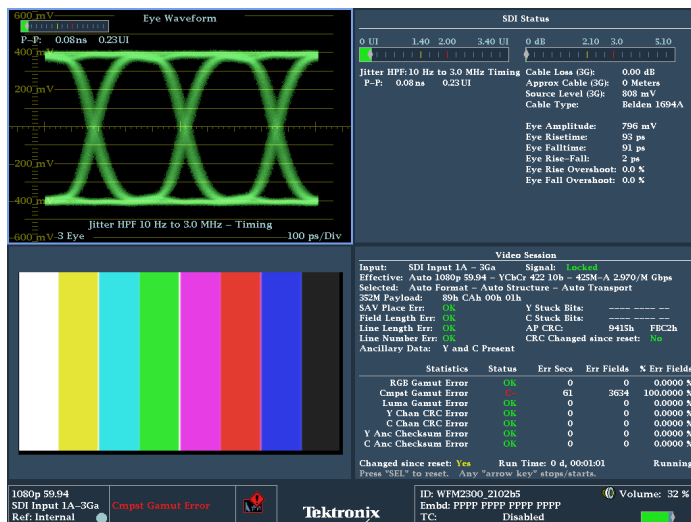 600 mV
Eye Waveform
P-P: 0.08ns 0.23UI
400 mV
200 mV
-200 mV
-400 mV
Jitter HPF 10 Hz to 3.0 MHz - Timing
-600 mV
3 Eye
100 ps/Div
SDI Status
0 UI 1.40 2.00 3.40 UI
0 dB 2.10 3.0 5.10
Jitter HPF:10 Hz to 3.0 MHz Timing
P-P: 0.08ns 0.23UI
Cable Loss (3G): 0.00 dB
Approx Cable (3G): 0 Meters
Source Level (3G): 808 mV
Cable Type: Belden 1694A
Eye Amplitude: 796 mV
Eye Risetime: 93 ps
Eye Falltime: 91 ps
Eye Rise-Fall: 2 ps
Eye Rise Overshoot: 0.0 %
Eye Fall Overshoot: 0.0 %
Video Session
Input: SDI Input 1A - 3Ga Signal: Locked
Effective: Auto 1080p 59.94 - YCbCr 422 10b - 425M-A 2.970/M Gbps
Selected: Auto Format - Auto Structure - Auto Transport
352M Payload: 89h CAh 00h 01h
SAV Place Err: OK Y Stuck Bits: ---- ---- --
Field Length Err: OK C Stuck Bits: ---- ---- --
Line Length Err: OK AP CRC: 9415h FBC2h
Line Number Err: OK CRC Changed since reset: No
Ancillary Data: Y and C Present
Statistics Status Err Secs Err Fields % Err Fields
RGB Gamut Error OK 0 0 0.0000 %
Cmpst Gamut Error C- 61 3634 100.0000 %
Luma Gamut Error OK 0 0 0.0000 %
Y Chan CRC Error OK 0 0 0.0000 %
C Chan CRC Error OK 0 0 0.0000 %
Y Anc Checksum Error OK 0 0 0.0000 %
C Anc Checksum Error OK 0 0 0.0000 %
Changed since reset: Yes Run Time: 0 d, 00:01:01 Running
Press "SEL" to reset. Any "arrow key" stops/starts.
1080p 59.94
SDI Input 1A-3Ga
Ref: Internal
Cmpst Gamut Error
Tektronix
ID: WFM2300_2102b5
Embd: PPPP PPPP PPPP PPPP
TC: Disabled
Volume: 32 %